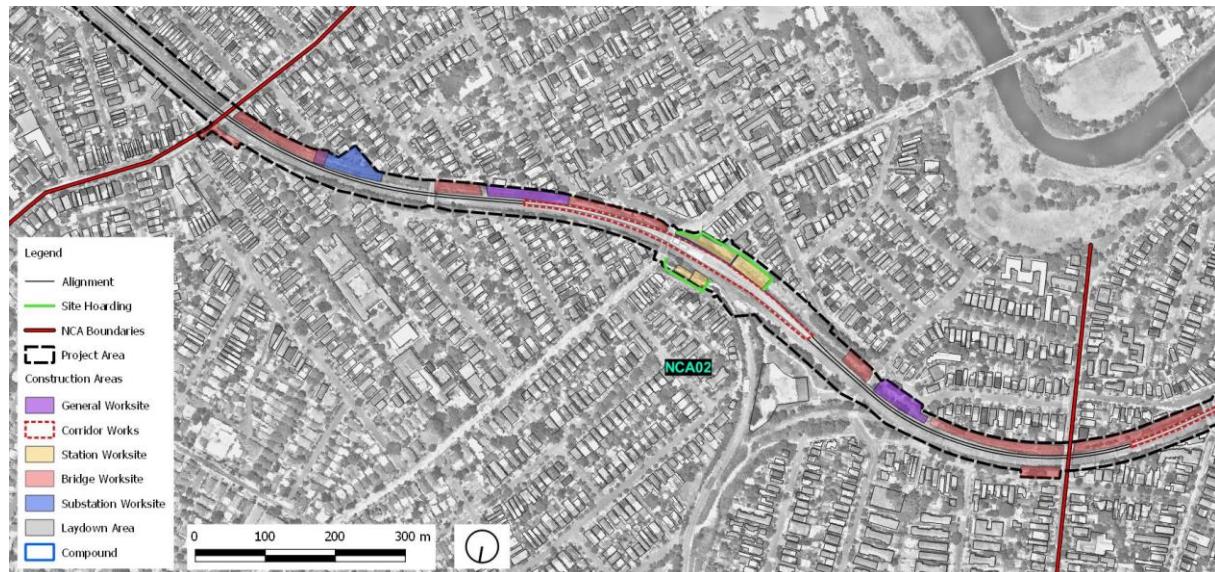 NCA02
Legend
Alignment
Site Hoarding
NCA Boundaries
Project Area
Construction Areas
General Worksite
Corridor Works
Station Worksite
Bridge Worksite
Substation Worksite
Laydown Area
Compound
0 100 200 300 m